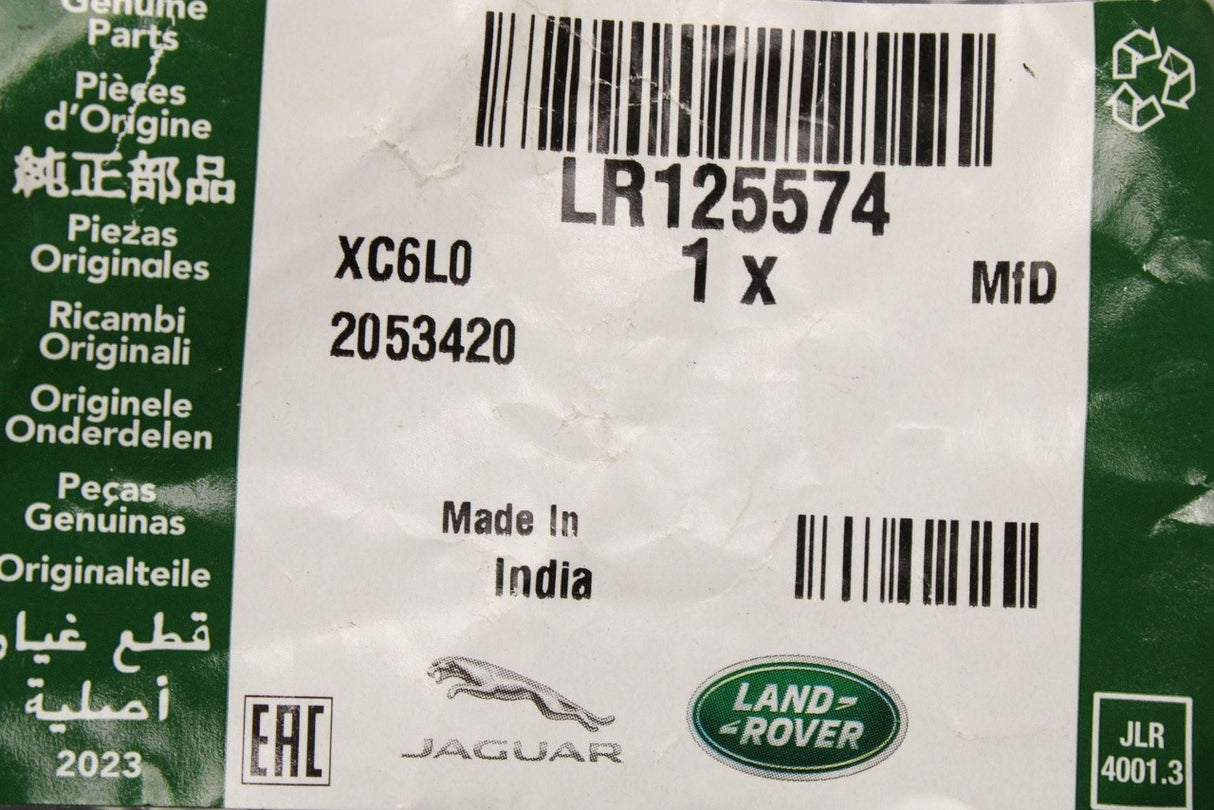 Genuine
Parts
Pièces
d'Origine
純正部品
Piezas
Originales
Ricambi
Originali
Originele
Onderdelen
Peças
Genuinas
Originalteile
قطع غيار
أصلية
2023
LR125574
XC6L0
1 x
MfD
2053420
Made In
India
EAC
JAGUAR
LAND-
-ROVER
JLR
4001.3